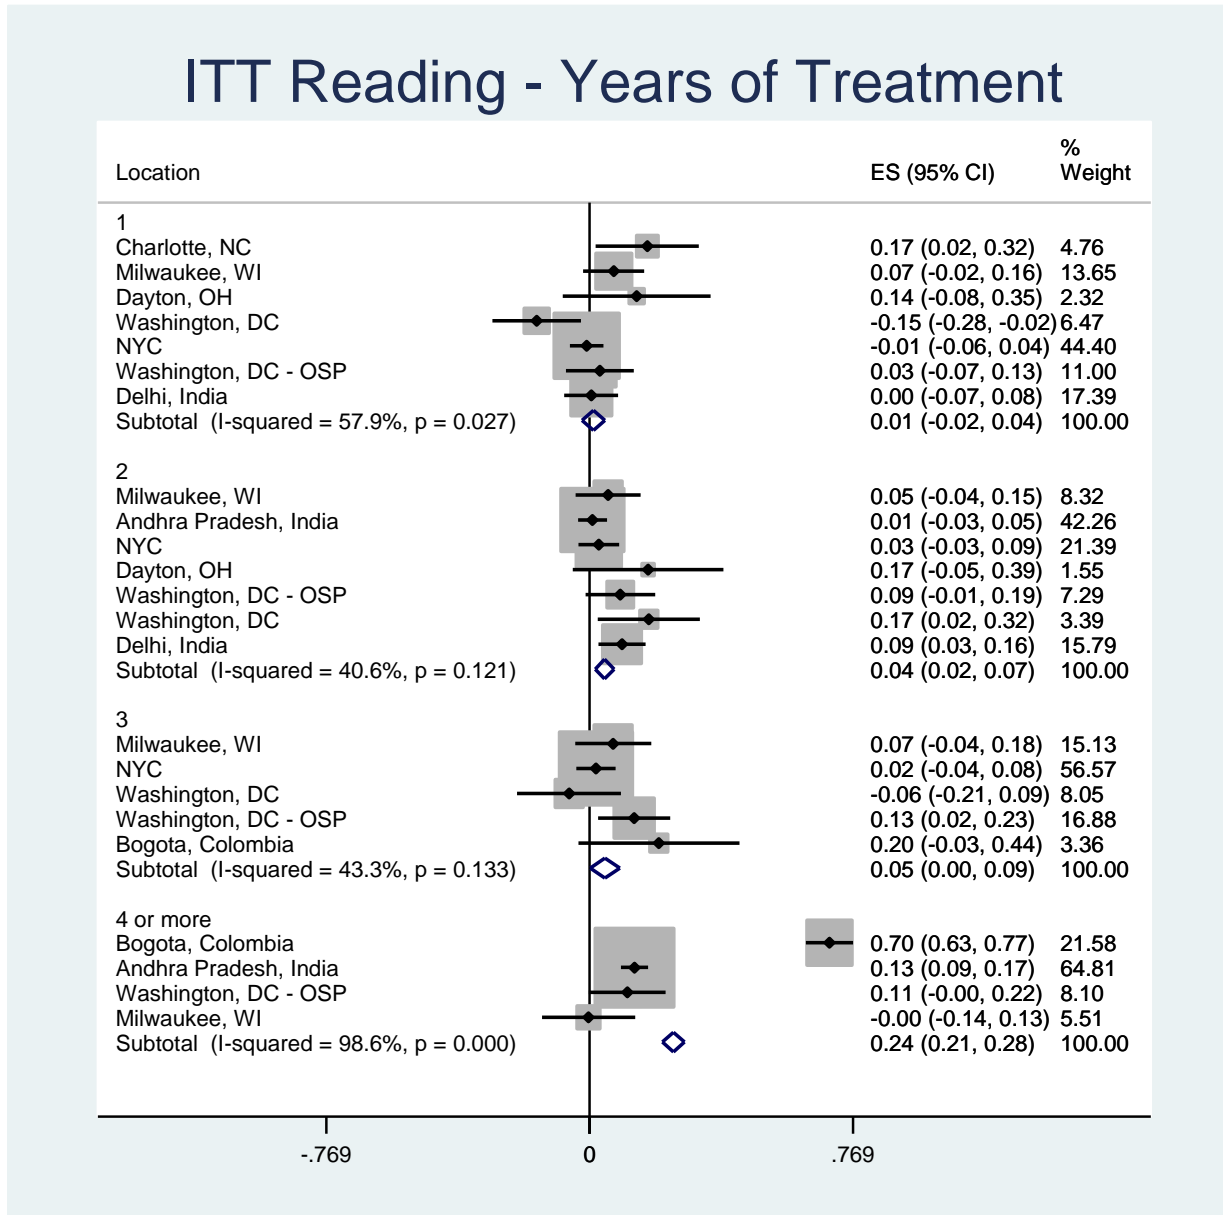 ITT Reading - Years of Treatment
%
Location ES (95% CI) Weight
1
Charlotte, NC 0.17 (0.02, 0.32) 4.76
Milwaukee, WI 0.07 (-0.02, 0.16) 13.65
Dayton, OH 0.14 (-0.08, 0.35) 2.32
Washington, DC -0.15 (-0.28, -0.02) 6.47
NYC -0.01 (-0.06, 0.04) 44.40
Washington, DC - OSP 0.03 (-0.07, 0.13) 11.00
Delhi, India 0.00 (-0.07, 0.08) 17.39
Subtotal (I-squared = 57.9%, p = 0.027) 0.01 (-0.02, 0.04) 100.00
2
Milwaukee, WI 0.05 (-0.04, 0.15) 8.32
Andhra Pradesh, India 0.01 (-0.03, 0.05) 42.26
NYC 0.03 (-0.03, 0.09) 21.39
Dayton, OH 0.17 (-0.05, 0.39) 1.55
Washington, DC - OSP 0.09 (-0.01, 0.19) 7.29
Washington, DC 0.17 (0.02, 0.32) 3.39
Delhi, India 0.09 (0.03, 0.16) 15.79
Subtotal (I-squared = 40.6%, p = 0.121) 0.04 (0.02, 0.07) 100.00
3
Milwaukee, WI 0.07 (-0.04, 0.18) 15.13
NYC 0.02 (-0.04, 0.08) 56.57
Washington, DC -0.06 (-0.21, 0.09) 8.05
Washington, DC - OSP 0.13 (0.02, 0.23) 16.88
Bogota, Colombia 0.20 (-0.03, 0.44) 3.36
Subtotal (I-squared = 43.3%, p = 0.133) 0.05 (0.00, 0.09) 100.00
4 or more
Bogota, Colombia 0.70 (0.63, 0.77) 21.58
Andhra Pradesh, India 0.13 (0.09, 0.17) 64.81
Washington, DC - OSP 0.11 (-0.00, 0.22) 8.10
Milwaukee, WI -0.00 (-0.14, 0.13) 5.51
Subtotal (I-squared = 98.6%, p = 0.000) 0.24 (0.21, 0.28) 100.00
-.769 0 .769